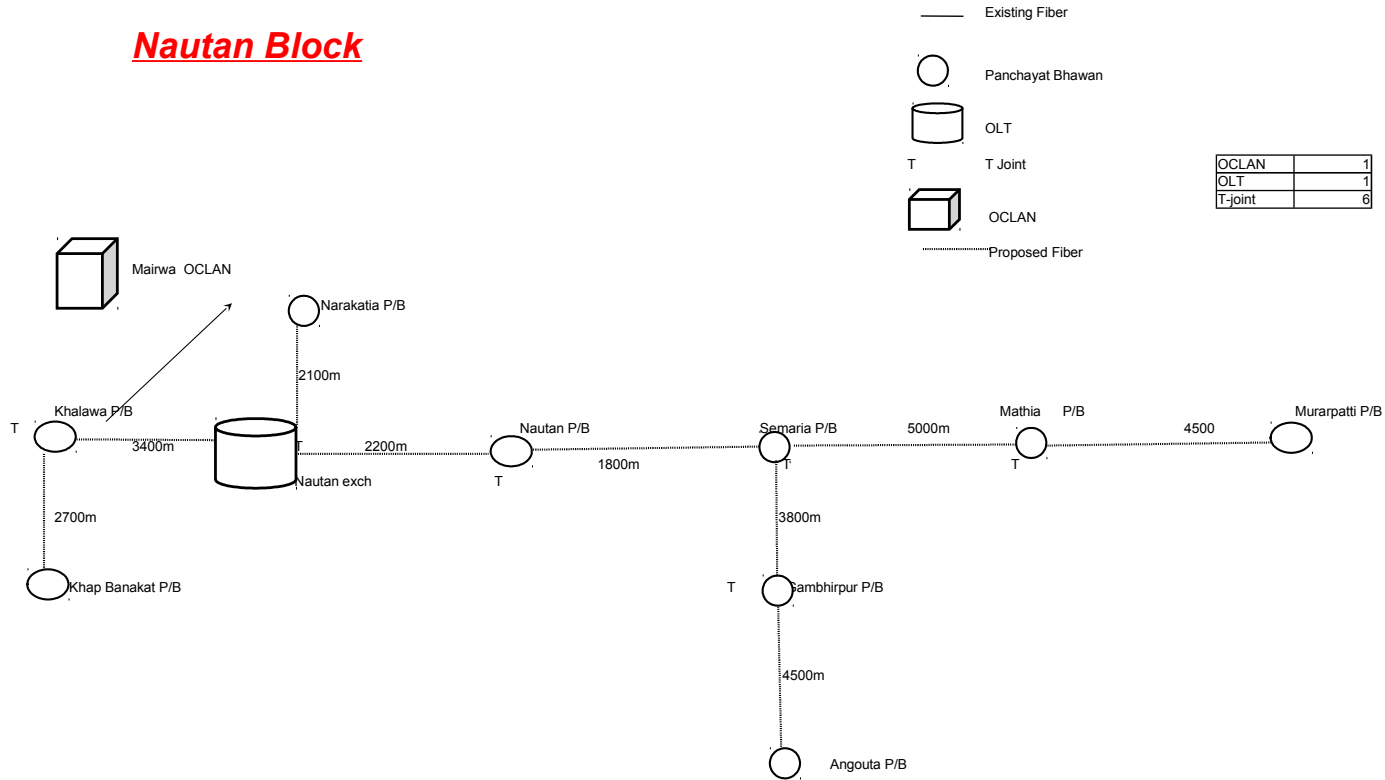 Existing Fiber
Nautan Block
Panchayat Bhawan
OLT
T T Joint
OCLAN 1
OLT 1
T-joint 6
OCLAN
Proposed Fiber
Mairwa OCLAN
Narakatia P/B
2100m
Khalawa P/B
T
3400m
T
Nautan exch
2200m
Nautan P/B
T
1800m
Semaria P/B
T
5000m
Mathia P/B
T
4500
Murarpatti P/B
2700m
Khap Banakat P/B
3800m
T
Gambhirpur P/B
4500m
Angouta P/B